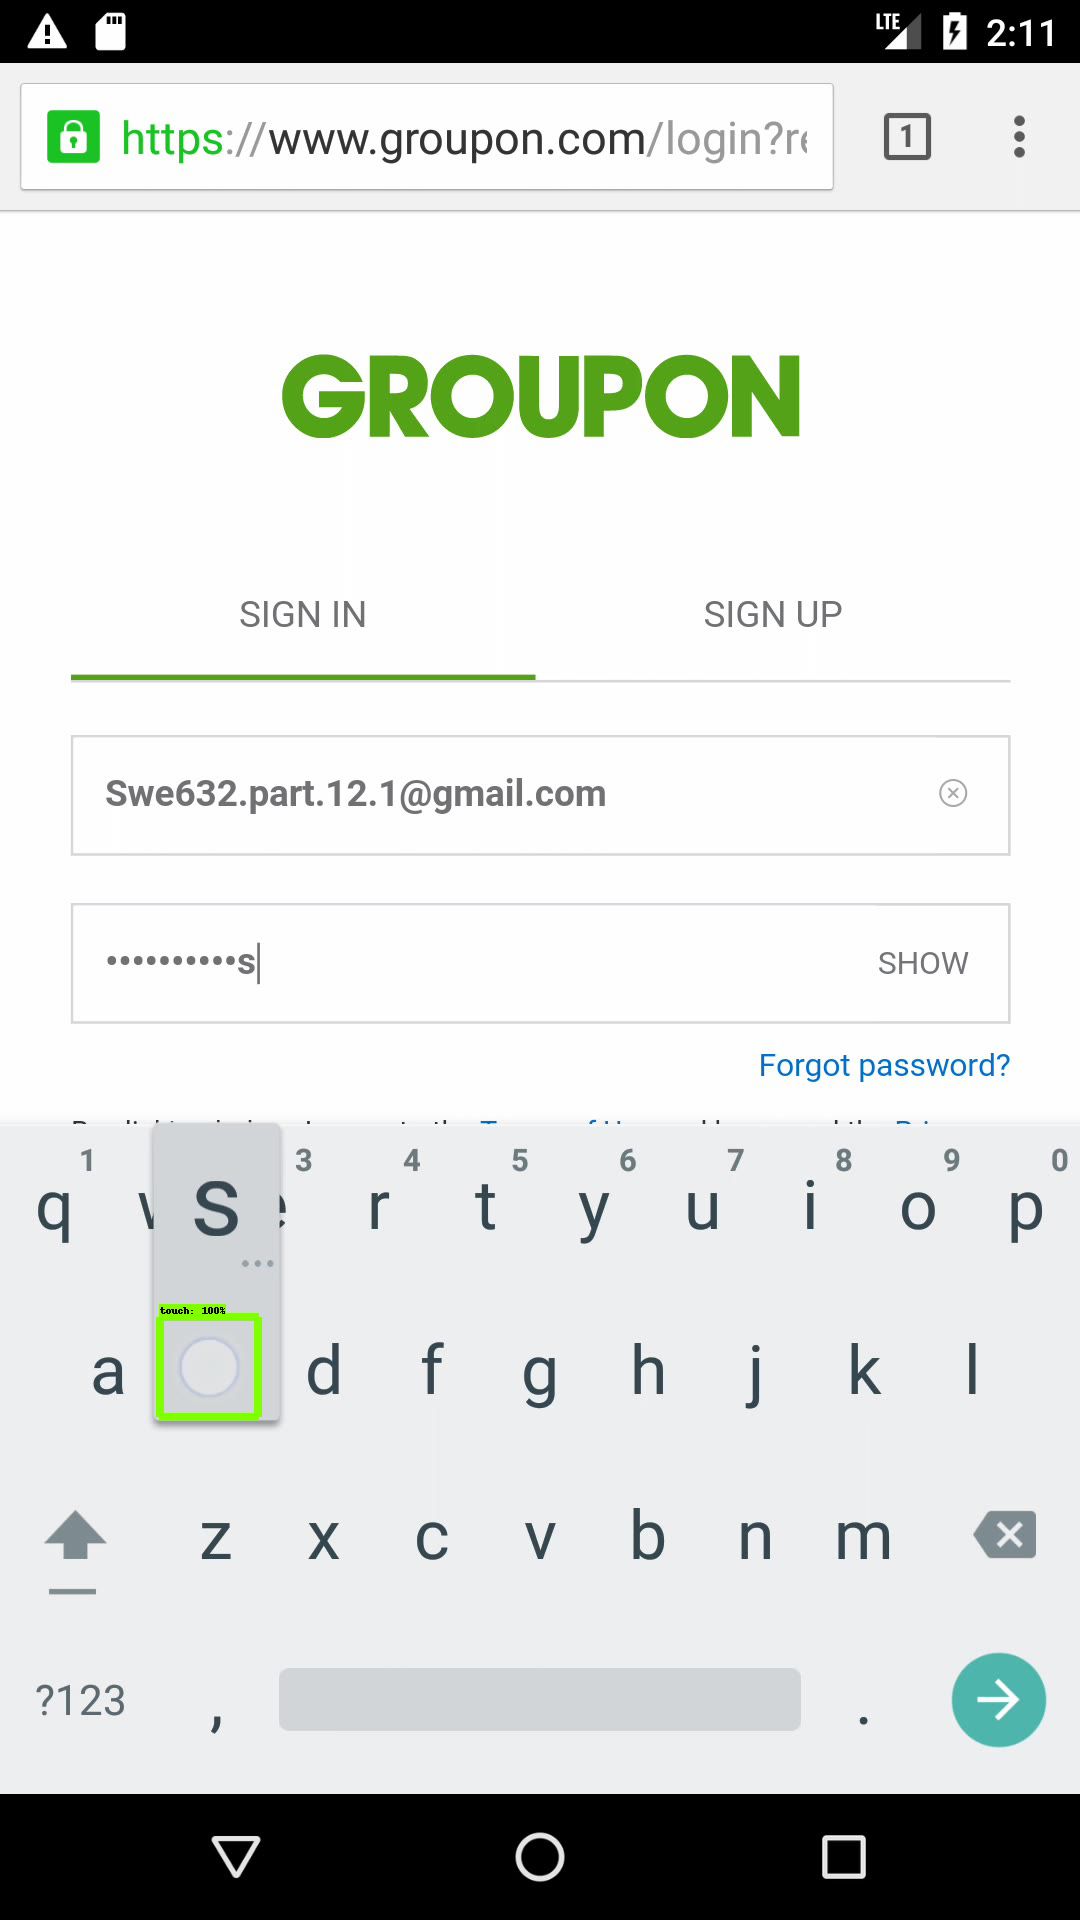 LTE 2:11
https://www.groupon.com/login?re
1
GROUPON
SIGN IN SIGN UP
Swe632.part.12.1@gmail.com
••••••••••s SHOW
Forgot password?
1 3 4 5 6 7 8 9 0
q w e r t y u i o p
s
...
touch: 100%
a d f g h j k l
z x c v b n m
?123 , .